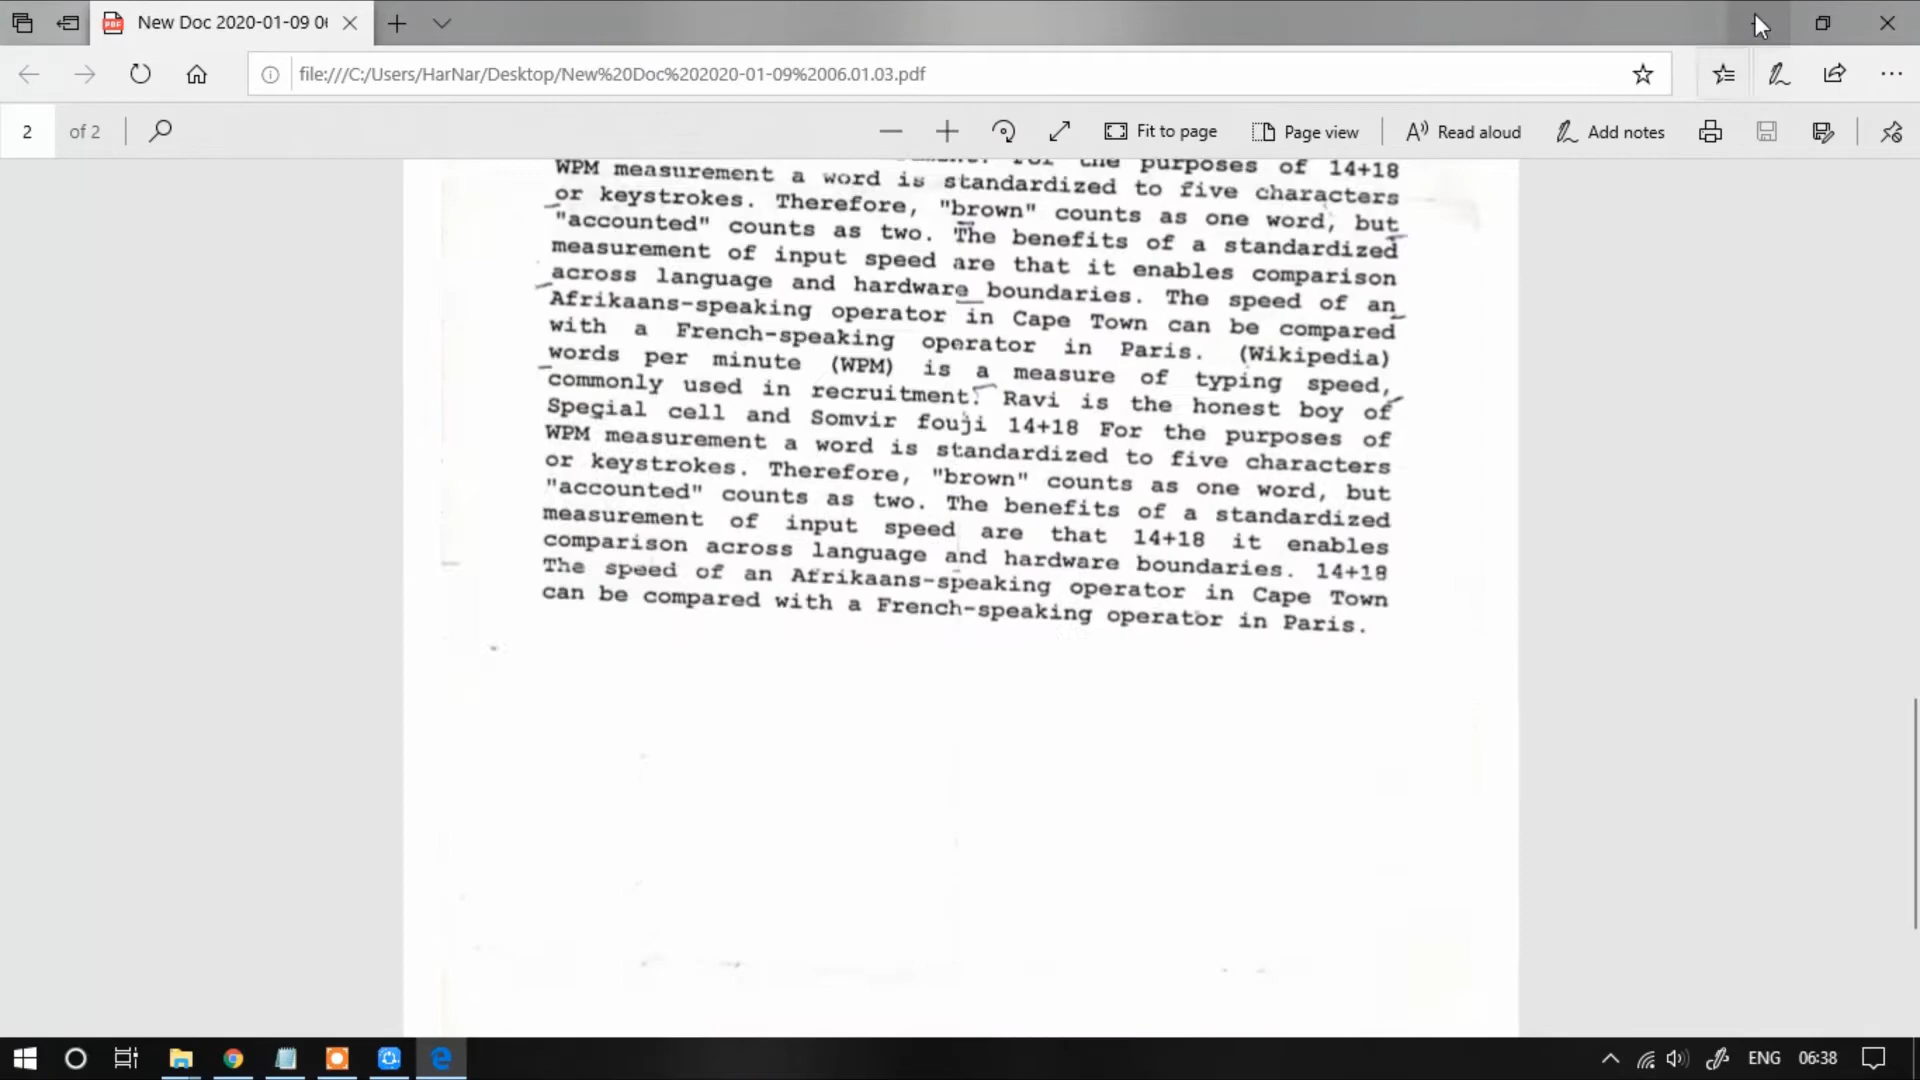 New Doc 2020-01-09 0
file:///C:/Users/HarNar/Desktop/New%20Doc%202020-01-09%2006.01.03.pdf
2 of 2 Fit to page Page view Read aloud Add notes
For the purposes of 14+18
WPM measurement a word is standardized to five characters
or keystrokes. Therefore, "brown" counts as one word, but
"accounted" counts as two. The benefits of a standardized
measurement of input speed are that it enables comparison
across language and hardware boundaries. The speed of an
Afrikaans-speaking operator in Cape Town can be compared
with a French-speaking operator in Paris. (Wikipedia)
words per minute (WPM) is a measure of typing speed,
commonly used in recruitment. Ravi is the honest boy of
Special cell and Somvir fouji 14+18 For the purposes of
WPM measurement a word is standardized to five characters
or keystrokes. Therefore, "brown" counts as one word, but
"accounted" counts as two. The benefits of a standardized
measurement of input speed are that 14+18 it enables
comparison across language and hardware boundaries. 14+18
The speed of an Afrikaans-speaking operator in Cape Town
can be compared with a French-speaking operator in Paris.
ENG 06:38